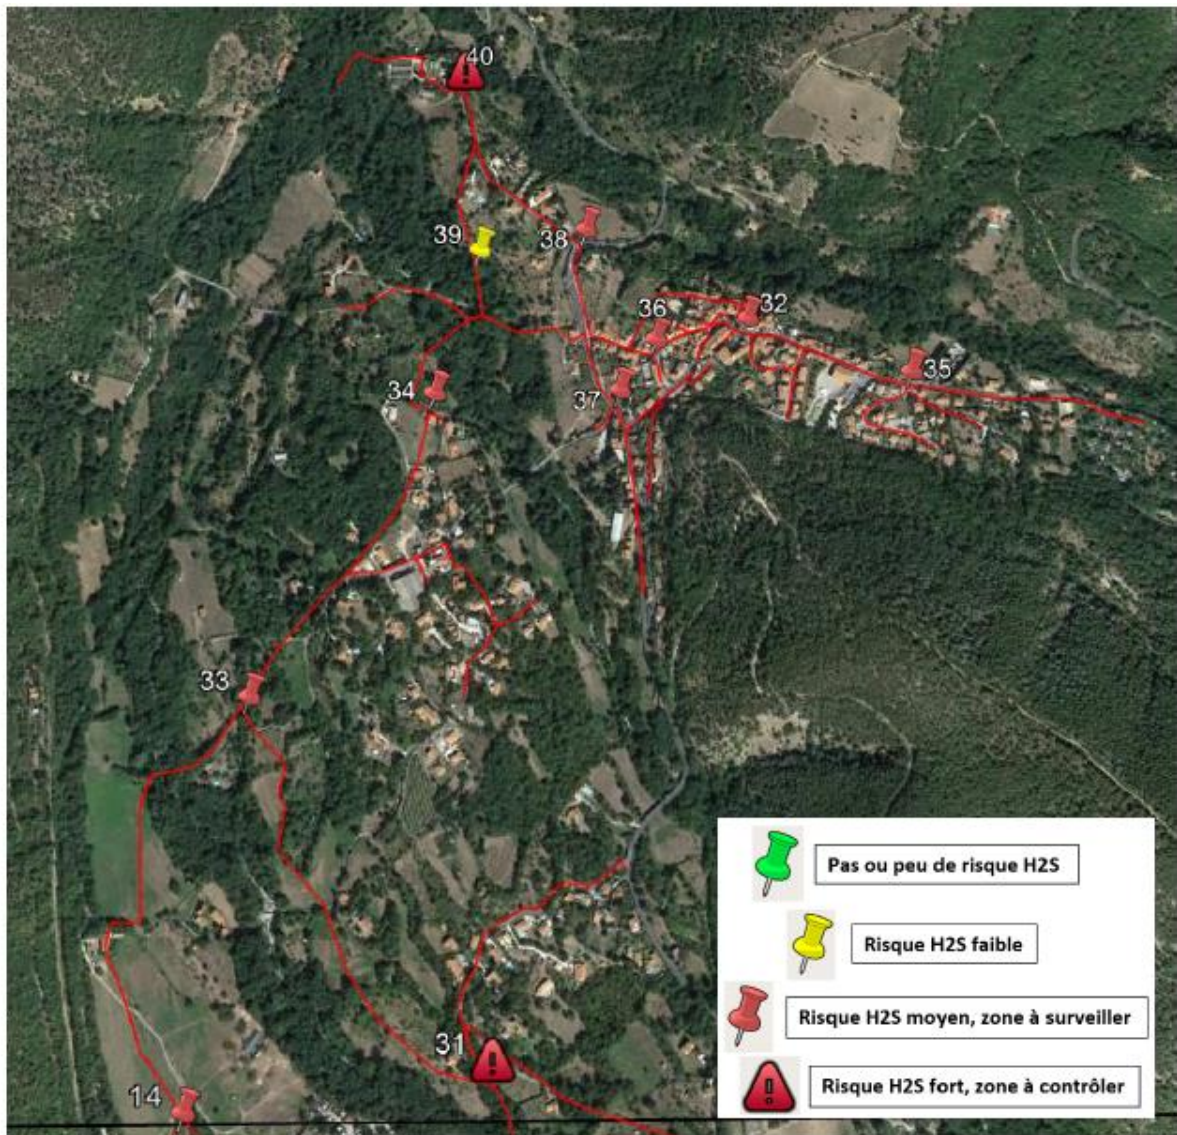 40
39
38
36
32
35
34
37
33
31
14
Pas ou peu de risque H2S
Risque H2S faible
Risque H2S moyen, zone à surveiller
Risque H2S fort, zone à contrôler